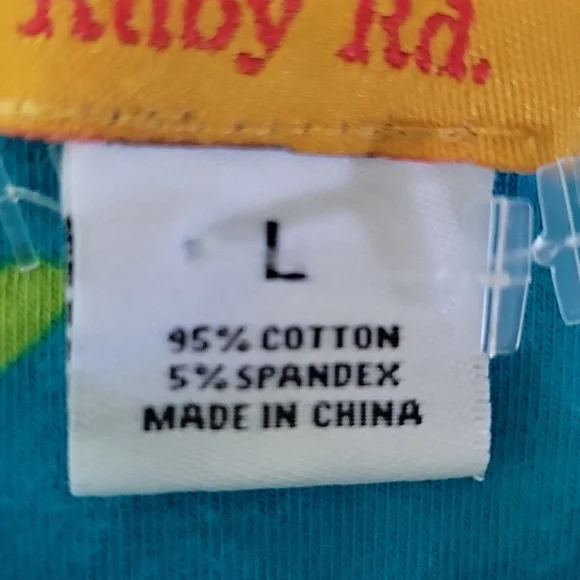 Ruby Rd.
L
95% COTTON
5% SPANDEX
MADE IN CHINA